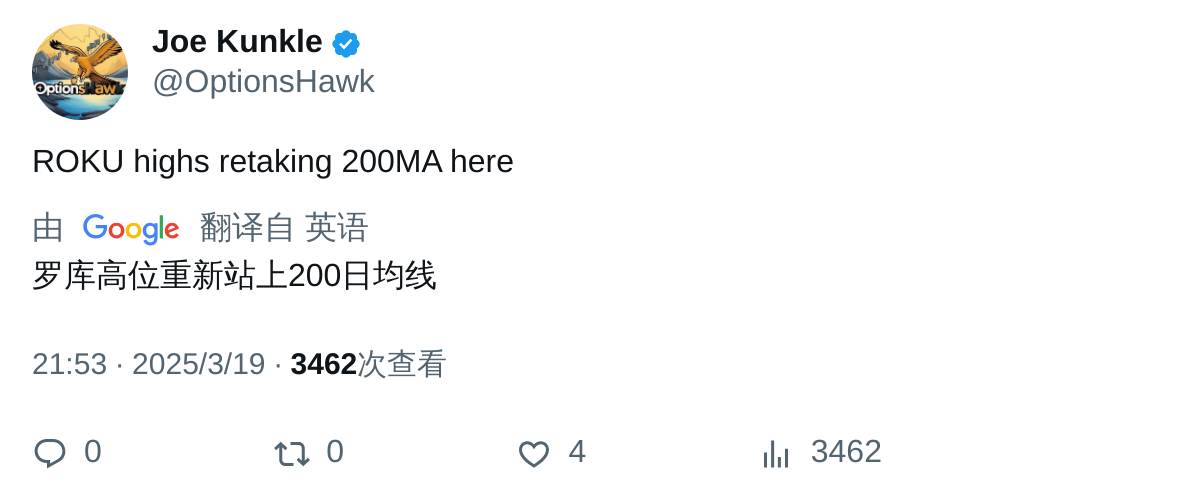 OptionsHawk
Joe Kunkle
@OptionsHawk
ROKU highs retaking 200MA here
由 Google 翻译自 英语
罗库高位重新站上200日均线
21:53 · 2025/3/19 · 3462次查看
0 0 4 3462